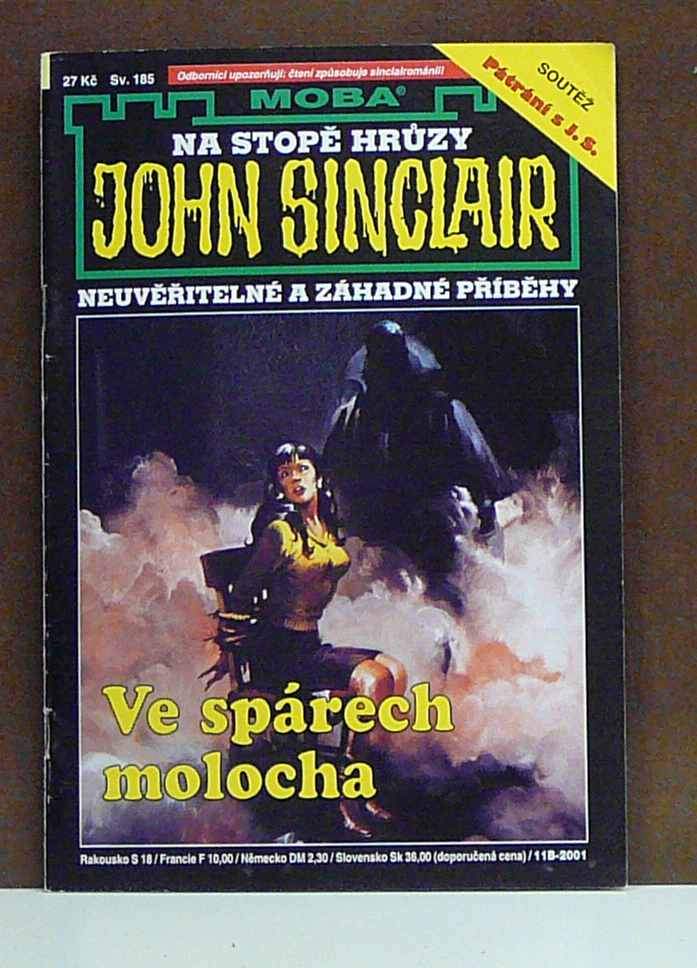 27 Kč Sv. 185
Odborníci upozorňují: čtení způsobuje sinclairománii!
SOUTĚŽ
Pátrání s J. S.
MOBA®
NA STOPĚ HRŮZY
JOHN SINCLAIR
NEUVĚŘITELNÉ A ZÁHADNÉ PŘÍBĚHY
Ve spárech
molocha
Rakousko S 18 / Francie F 10,00 / Německo DM 2,30 / Slovensko Sk 36,00 (doporučená cena) / 11B-2001